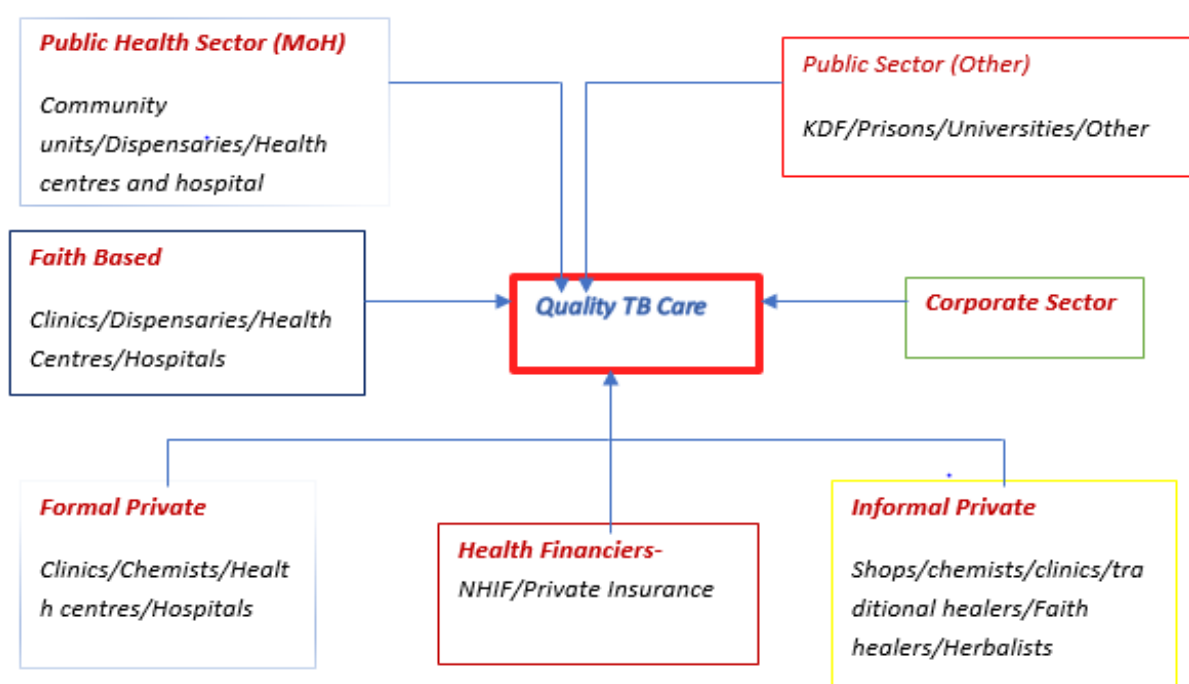 Public Health Sector (MoH)
Community
units/Dispensaries/Health
centres and hospital
Public Sector (Other)
KDF/Prisons/Universities/Other
Faith Based
Clinics/Dispensaries/Health
Centres/Hospitals
Quality TB Care
Corporate Sector
Formal Private
Clinics/Chemists/Healt
h centres/Hospitals
Health Financiers-
NHIF/Private Insurance
Informal Private
Shops/chemists/clinics/tra
ditional healers/Faith
healers/Herbalists